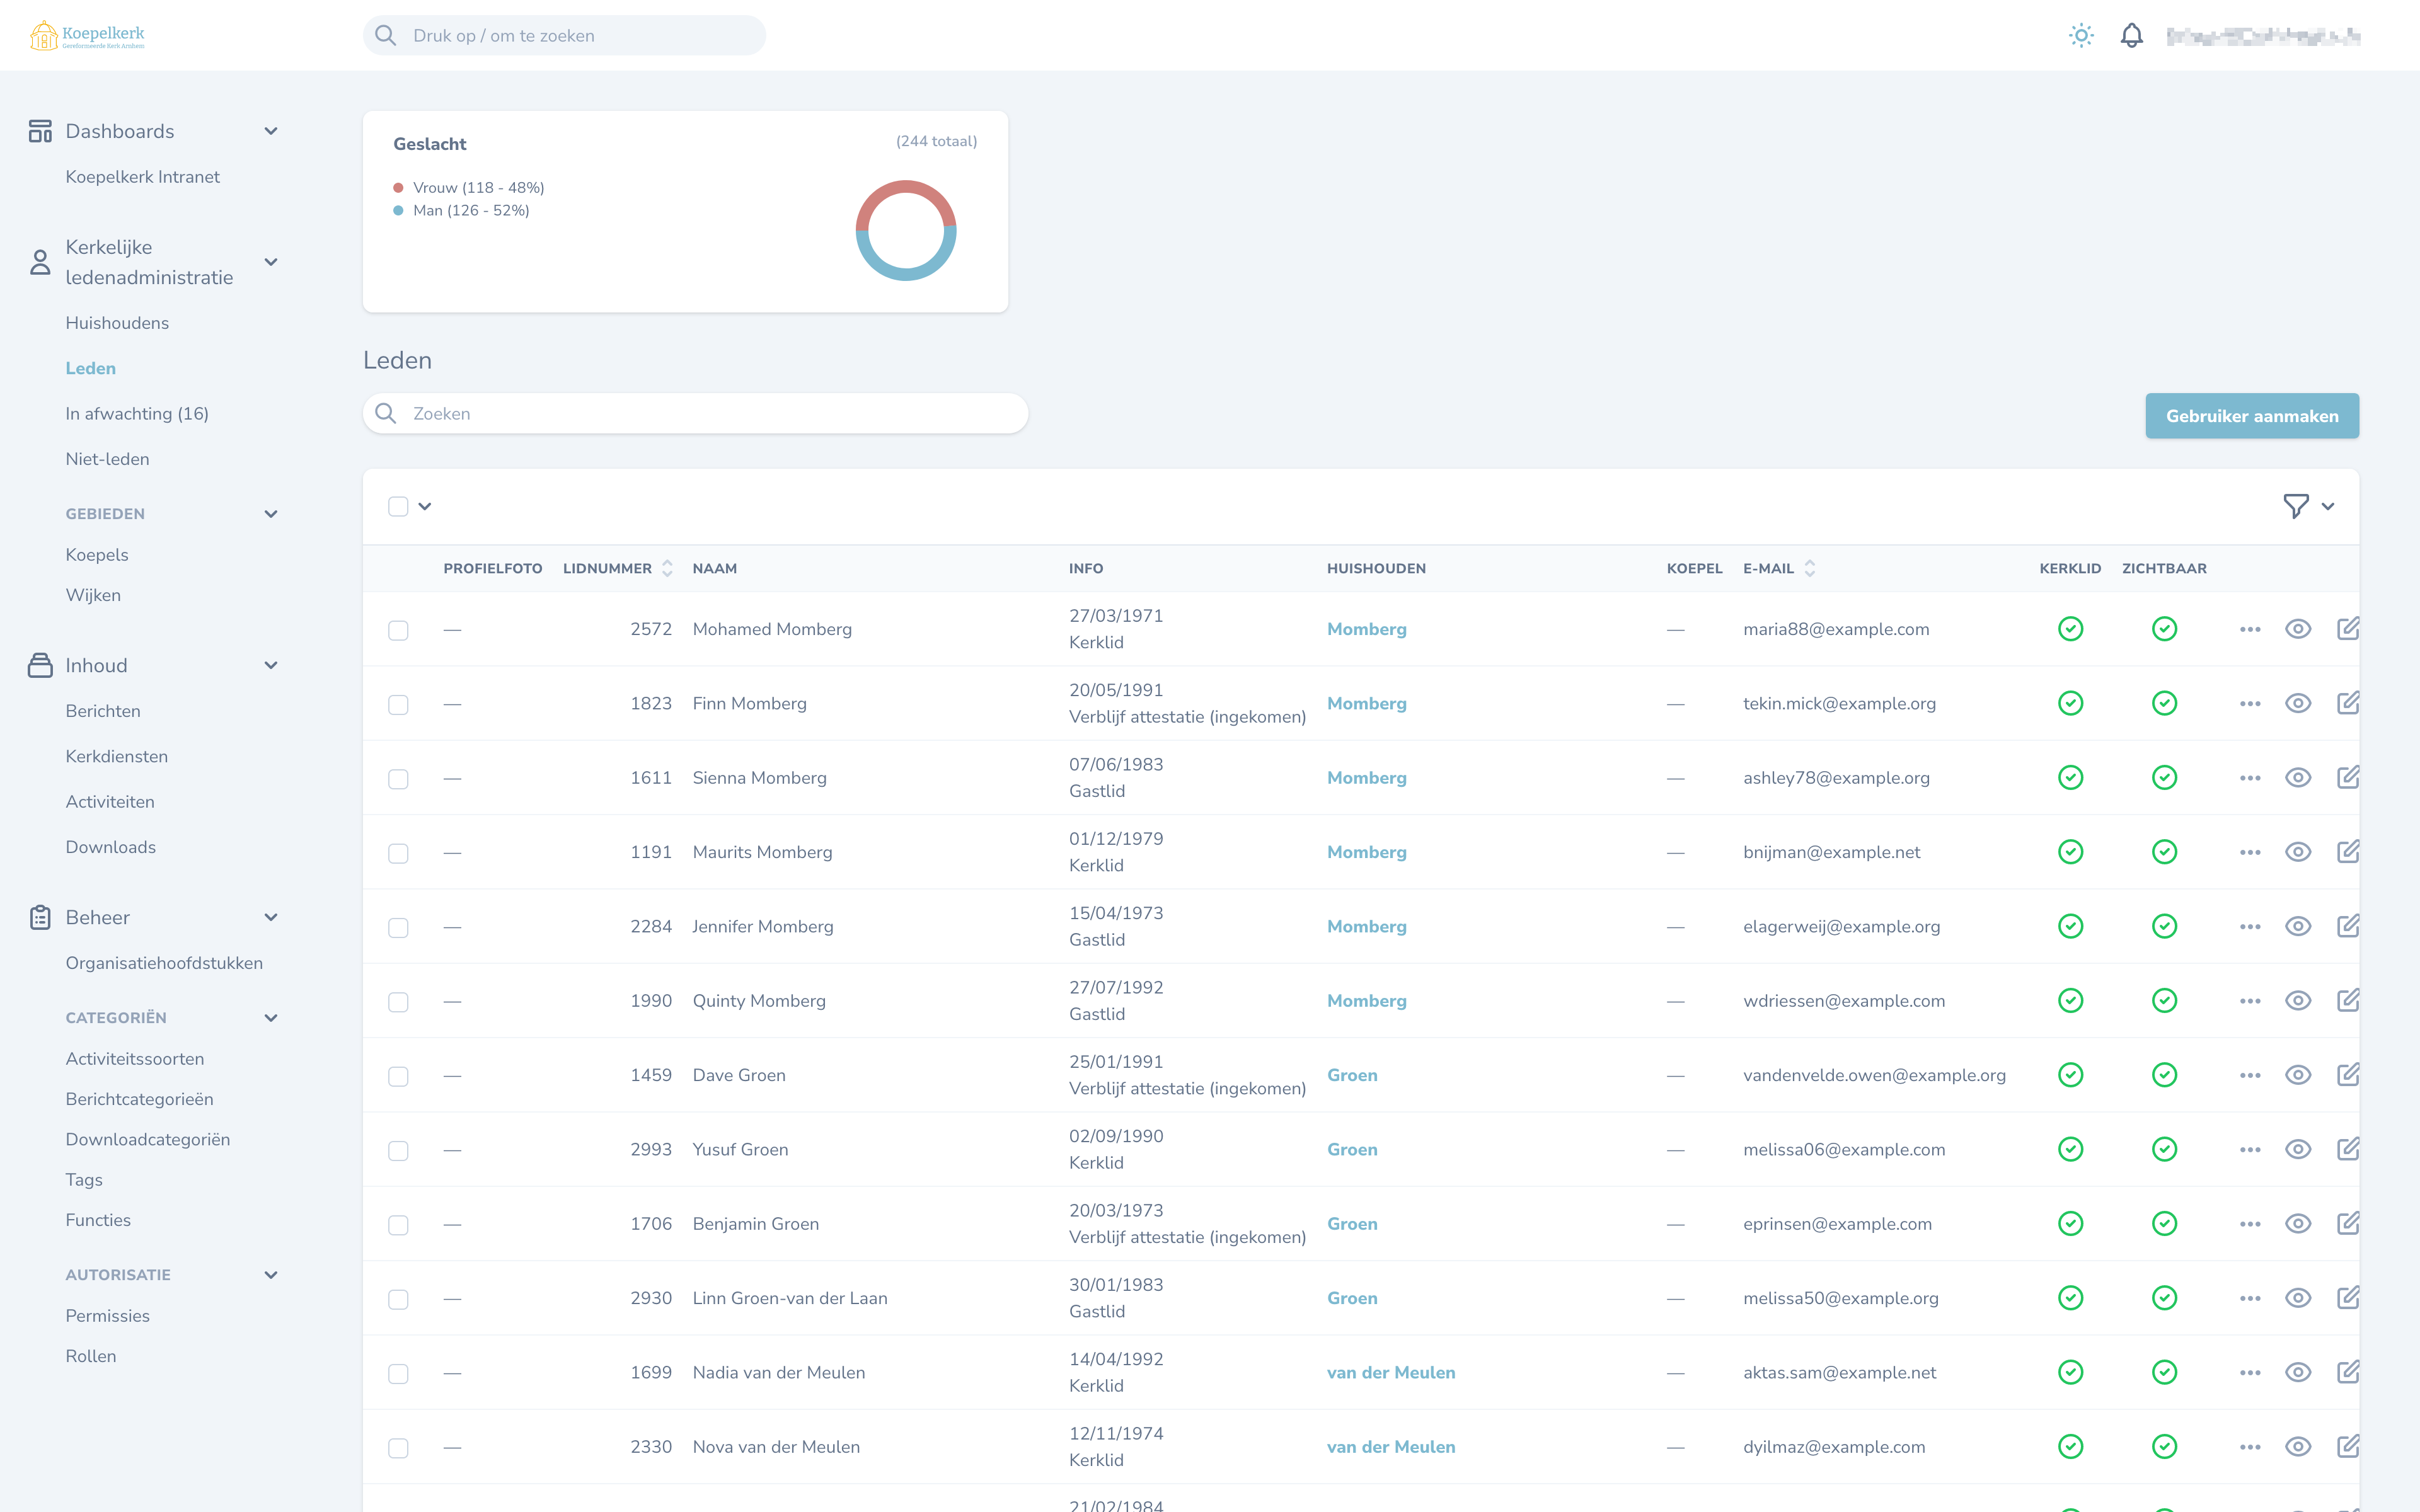 Koepelkerk
Gereformeerde Kerk Arnhem
Druk op / om te zoeken
Dashboards
Koepelkerk Intranet
Kerkelijke
ledenadministratie
Huishoudens
Leden
In afwachting (16)
Niet-leden
GEBIEDEN
Koepels
Wijken
Inhoud
Berichten
Kerkdiensten
Activiteiten
Downloads
Beheer
Organisatiehoofdstukken
CATEGORIËN
Activiteitssoorten
Berichtcategorieën
Downloadcategoriën
Tags
Functies
AUTORISATIE
Permissies
Rollen
Geslacht
(244 totaal)
Vrouw (118 - 48%)
Man (126 - 52%)
Leden
Zoeken
Gebruiker aanmaken
PROFIELFOTO LIDNUMMER NAAM INFO HUISHOUDEN KOEPEL E-MAIL KERKLID ZICHTBAAR
— 2572 Mohamed Momberg 27/03/1971 Momberg — maria88@example.com
Kerklid
— 1823 Finn Momberg 20/05/1991 Momberg — tekin.mick@example.org
Verblijf attestatie (ingekomen)
— 1611 Sienna Momberg 07/06/1983 Momberg — ashley78@example.org
Gastlid
— 1191 Maurits Momberg 01/12/1979 Momberg — bnijman@example.net
Kerklid
— 2284 Jennifer Momberg 15/04/1973 Momberg — elagerweij@example.org
Gastlid
— 1990 Quinty Momberg 27/07/1992 Momberg — wdriessen@example.com
Gastlid
— 1459 Dave Groen 25/01/1991 Groen — vandenvelde.owen@example.org
Verblijf attestatie (ingekomen)
— 2993 Yusuf Groen 02/09/1990 Groen — melissa06@example.com
Kerklid
— 1706 Benjamin Groen 20/03/1973 Groen — eprinsen@example.com
Verblijf attestatie (ingekomen)
— 2930 Linn Groen-van der Laan 30/01/1983 Groen — melissa50@example.org
Gastlid
— 1699 Nadia van der Meulen 14/04/1992 van der Meulen — aktas.sam@example.net
Kerklid
— 2330 Nova van der Meulen 12/11/1974 van der Meulen — dyilmaz@example.com
Kerklid
21/02/1984